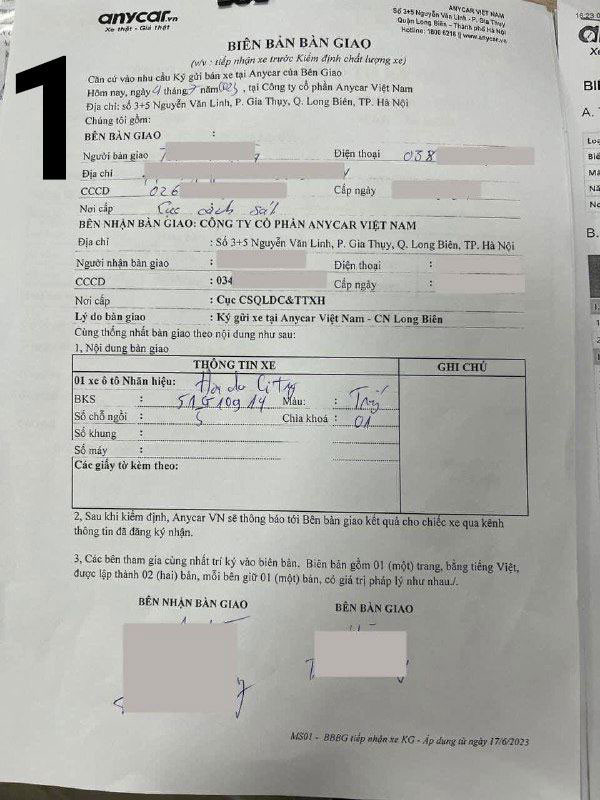 1
anycar.vn
Xe thật - Giá thật
ANYCAR VIỆT NAM
Số 3+5 Nguyễn Văn Linh - P. Gia Thụy
Quận Long Biên - Thành phố Hà Nội
Hotline: 1800 6216 || www.anycar.vn
BIÊN BẢN BÀN GIAO
(v/v : tiếp nhận xe trước Kiểm định chất lượng xe)
Căn cứ vào nhu cầu Ký gửi bán xe tại Anycar của Bên Giao
Hôm nay, ngày 4 tháng 7 năm 2023, tại Công ty cổ phần Anycar Việt Nam
Địa chỉ: số 3+5 Nguyễn Văn Linh, P. Gia Thụy, Q. Long Biên, TP. Hà Nội
Chúng tôi gồm:
BÊN BÀN GIAO :
Người bàn giao Điện thoại 038
Địa chỉ
CCCD 026 Cấp ngày
Nơi cấp Cục cảnh sát
BÊN NHẬN BÀN GIAO: CÔNG TY CỔ PHẦN ANYCAR VIỆT NAM
Địa chỉ : Số 3+5 Nguyễn Văn Linh, P. Gia Thụy, Q. Long Biên, TP. Hà Nội
Người nhận bàn giao : Điện thoại :
CCCD : 034 Cấp ngày :
Nơi cấp : Cục CSQLDC&TTXH
Lý do bàn giao : Ký gửi xe tại Anycar Việt Nam - CN Long Biên
Cùng thống nhất bàn giao theo nội dung như sau:
1, Nội dung bàn giao
THÔNG TIN XE GHI CHÚ
01 xe ô tô Nhãn hiệu: Honda City
BKS : 51G 109 14 Màu: : Trắng
Số chỗ ngồi : 5 Chìa khoá : 01
Số khung :
Số máy :
Các giấy tờ kèm theo:
2, Sau khi kiểm định, Anycar VN sẽ thông báo tới Bên bàn giao kết quả cho chiếc xe qua kênh
thông tin đã đăng ký nhận.
3, Các bên tham gia cùng nhất trí ký vào biên bản. Biên bản gồm 01 (một) trang, bằng tiếng Việt,
được lập thành 02 (hai) bản, mỗi bên giữ 01 (một) bản, có giá trị pháp lý như nhau./.
BÊN NHẬN BÀN GIAO BÊN BÀN GIAO
MS01 - BBBG tiếp nhận xe KG - Áp dụng từ ngày 17/6/2023